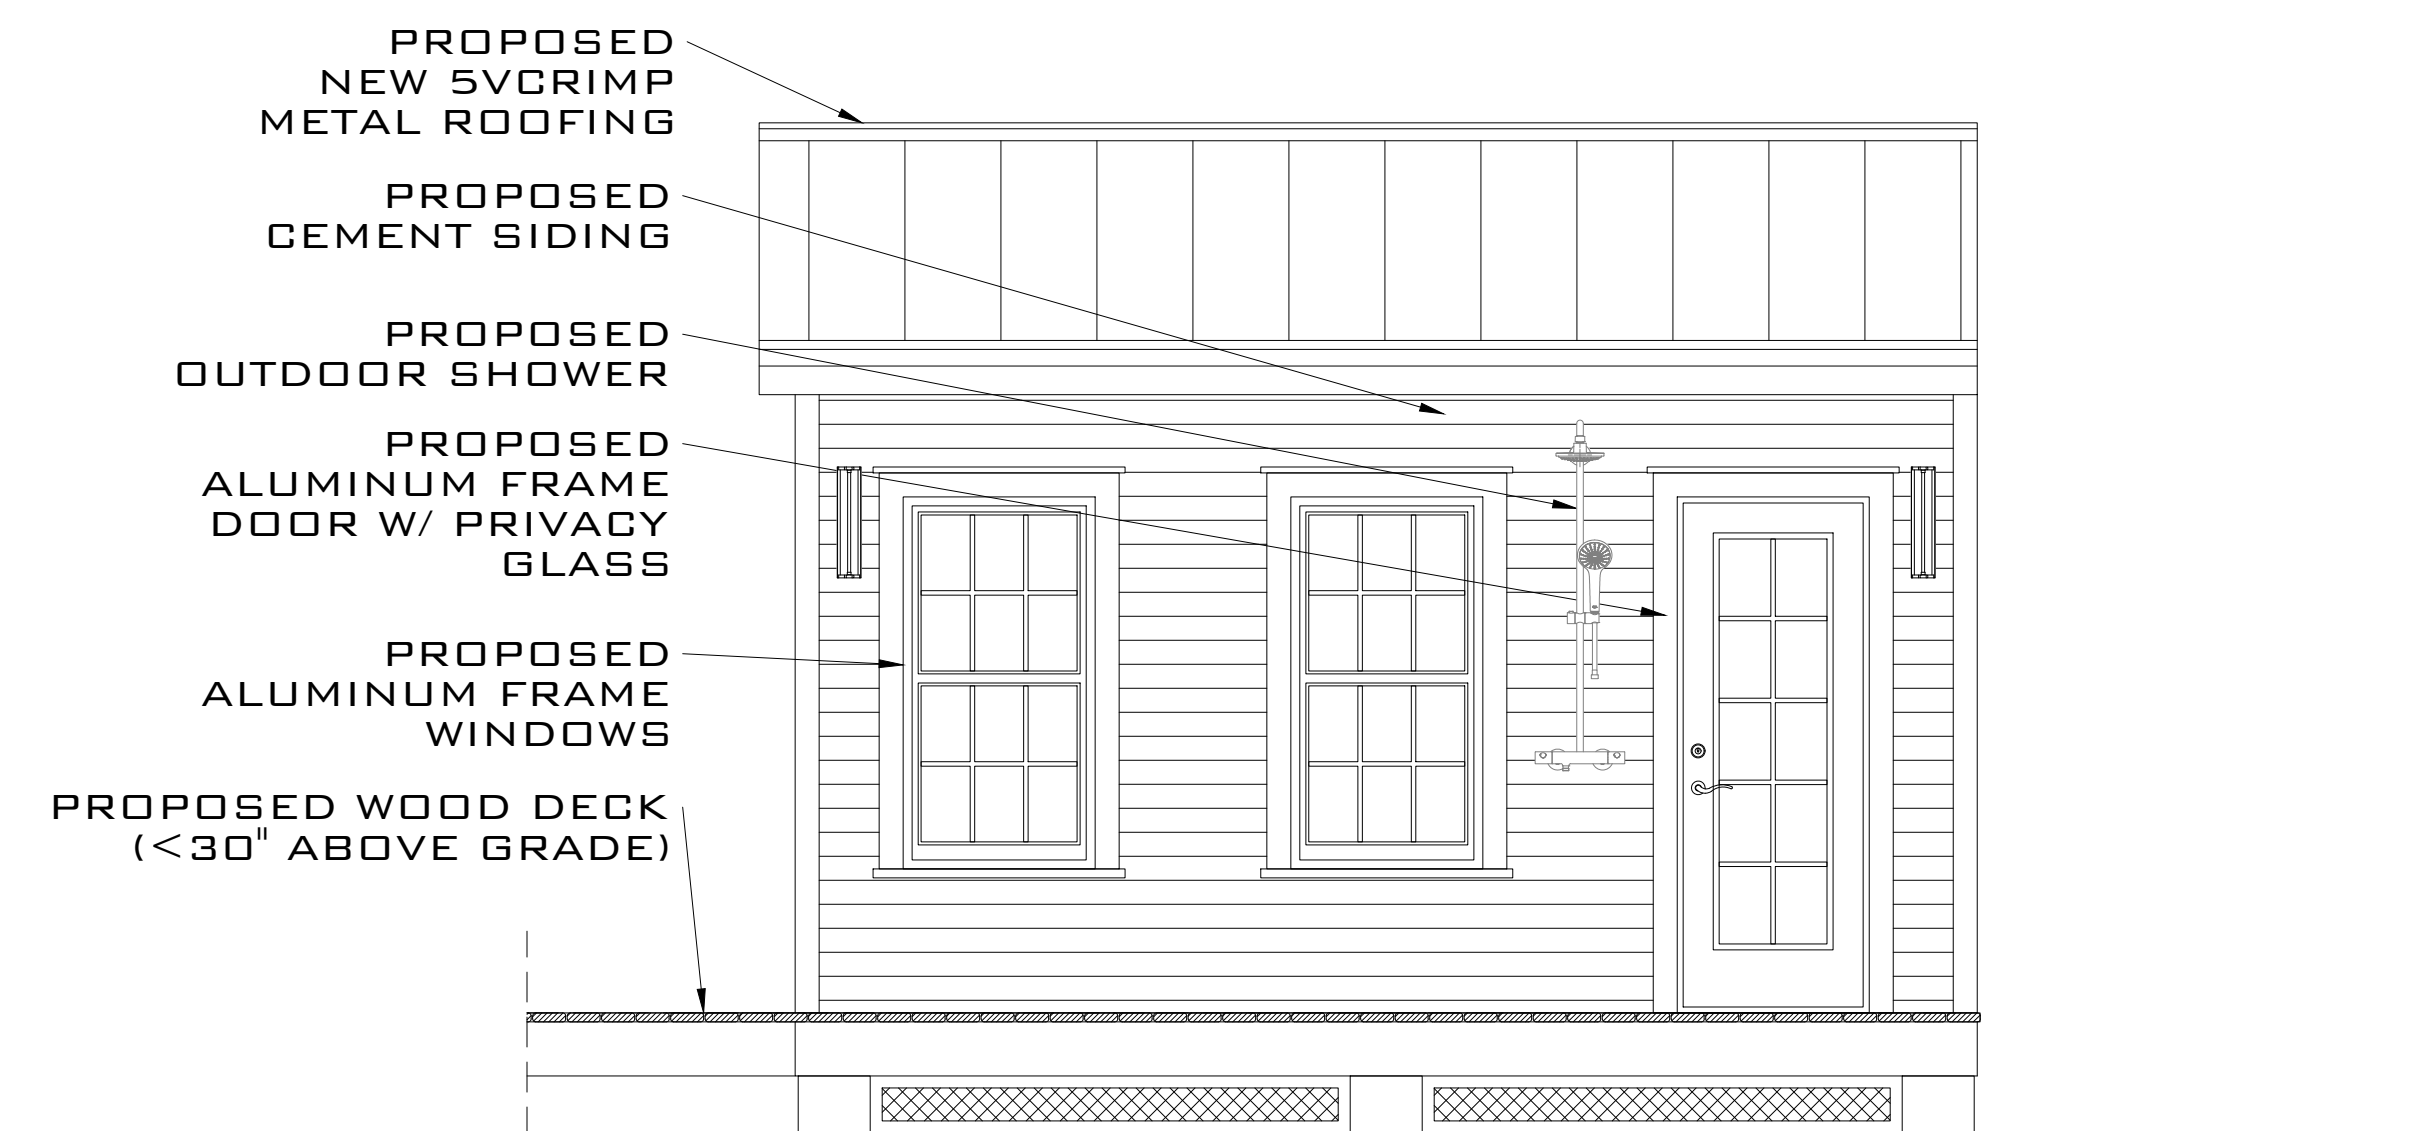 PROPOSED
NEW 5VCRIMP
METAL ROOFING
PROPOSED
CEMENT SIDING
PROPOSED
OUTDOOR SHOWER
PROPOSED
ALUMINUM FRAME
DOOR W/ PRIVACY
GLASS
PROPOSED
ALUMINUM FRAME
WINDOWS
PROPOSED WOOD DECK
(<30" ABOVE GRADE)